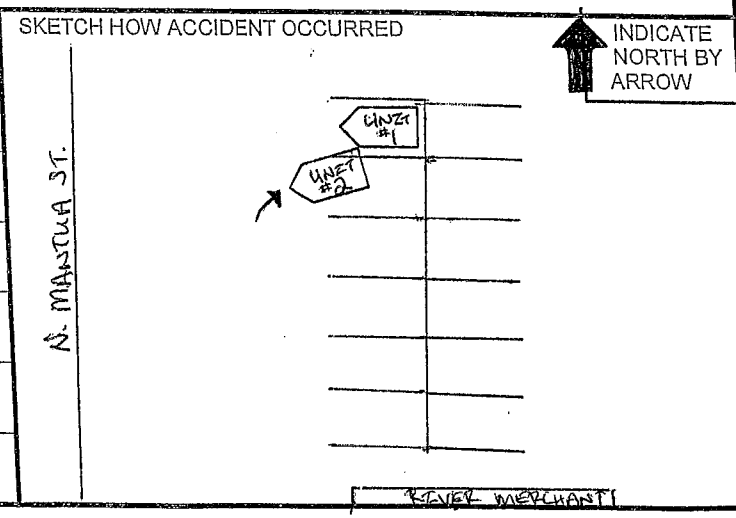 SKETCH HOW ACCIDENT OCCURRED
INDICATE
NORTH BY
ARROW
UNIT
#1
UNIT
#2
N. MANTUA ST.
RIVER MERCHANT